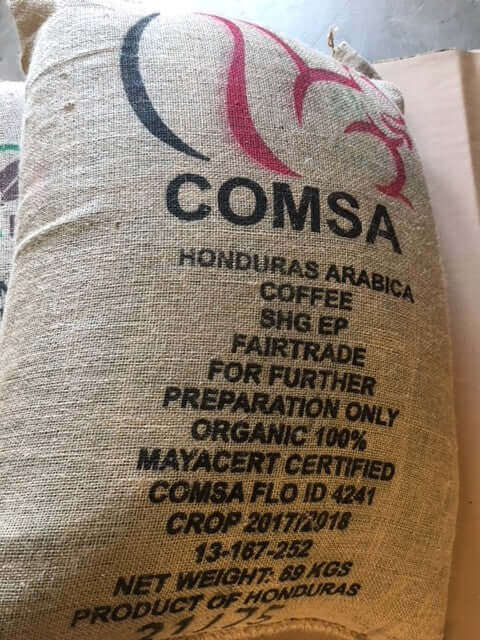 COMSA
HONDURAS ARABICA
COFFEE
SHG EP
FAIRTRADE
FOR FURTHER
PREPARATION ONLY
ORGANIC 100%
MAYACERT CERTIFIED
COMSA FLO ID 4241
CROP 2017/2018
13-167-252
NET WEIGHT: 69 KGS
PRODUCT OF HONDURAS